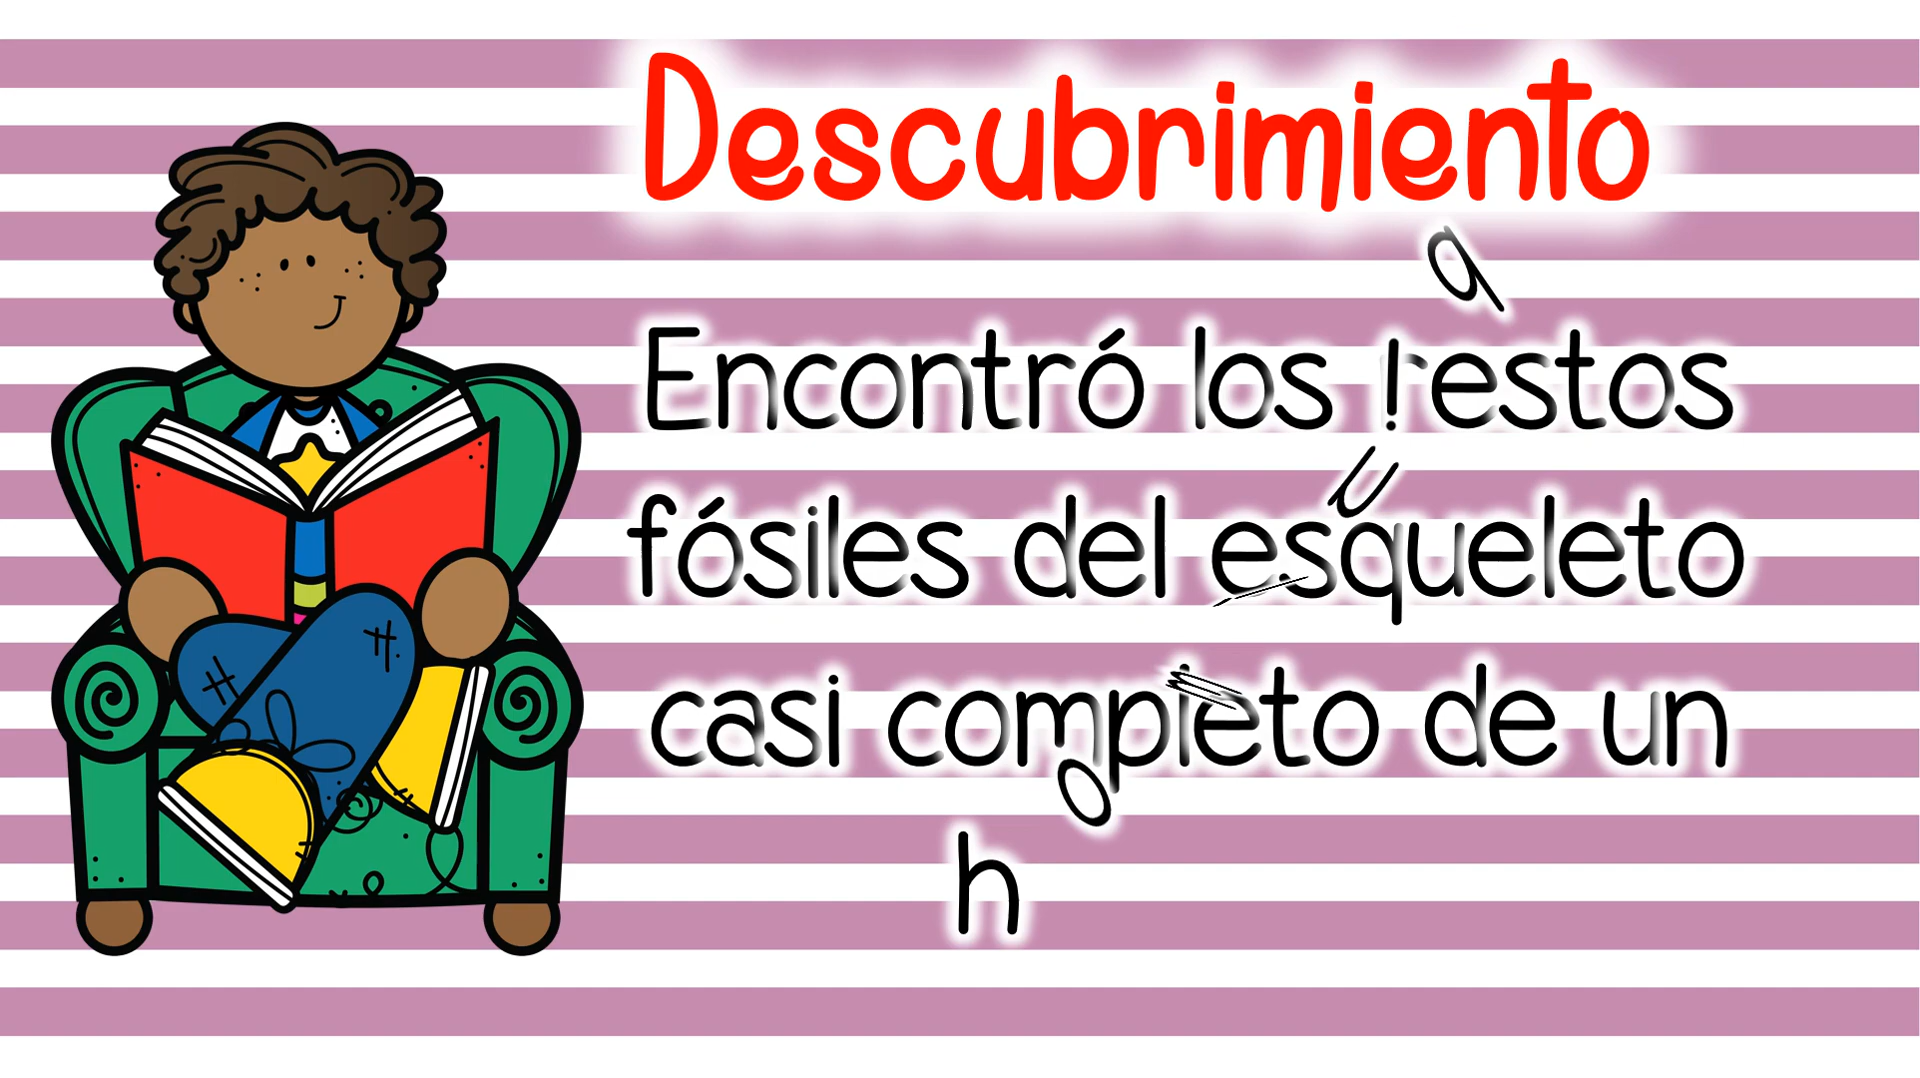 Descubrimiento
Encontró los restos
fósiles del esqueleto
casi completo de un
h